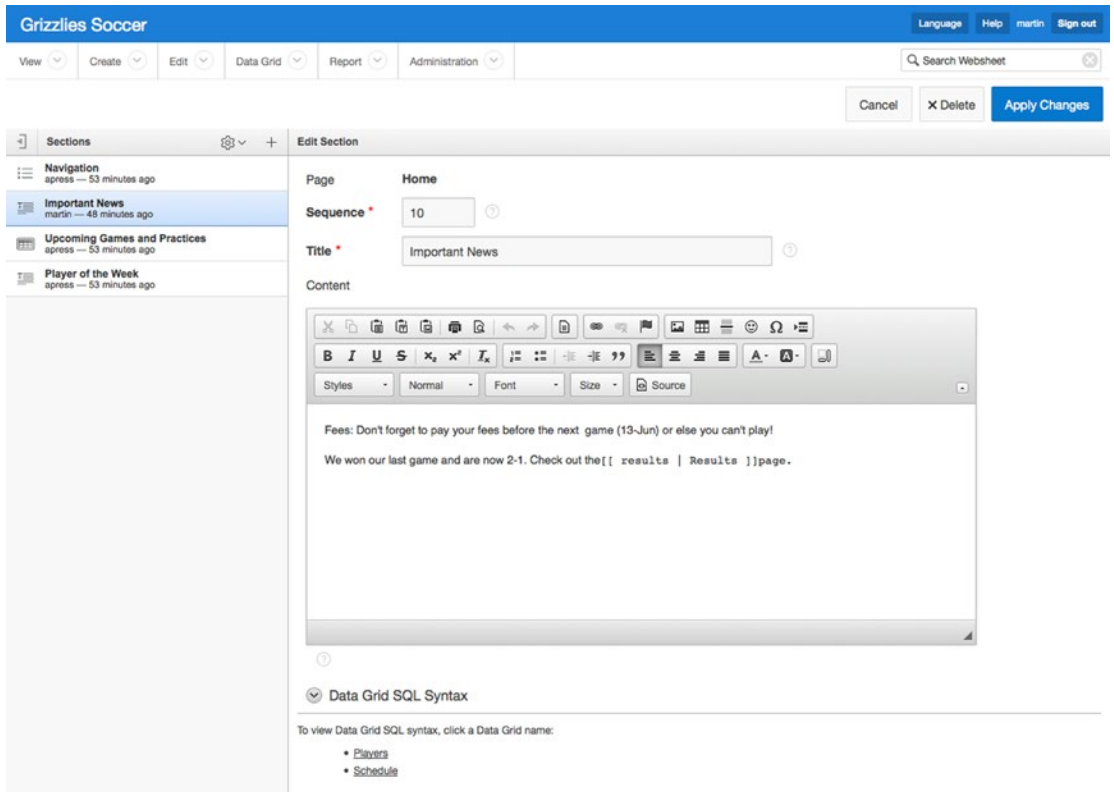 Grizzlies Soccer
Language Help martin Sign out
View Create Edit Data Grid Report Administration
Search Websheet
Cancel Delete Apply Changes
Sections
Edit Section
Navigation
apress — 53 minutes ago
Important News
martin — 48 minutes ago
Upcoming Games and Practices
apress — 53 minutes ago
Player of the Week
apress — 53 minutes ago
Page Home
Sequence * 10
Title * Important News
Content
B I U S x₂ x² Iₓ
Styles Normal Font Size Source
Fees: Don't forget to pay your fees before the next game (13-Jun) or else you can't play!
We won our last game and are now 2-1. Check out the[[ results | Results ]]page.
Data Grid SQL Syntax
To view Data Grid SQL syntax, click a Data Grid name:
• Players
• Schedule